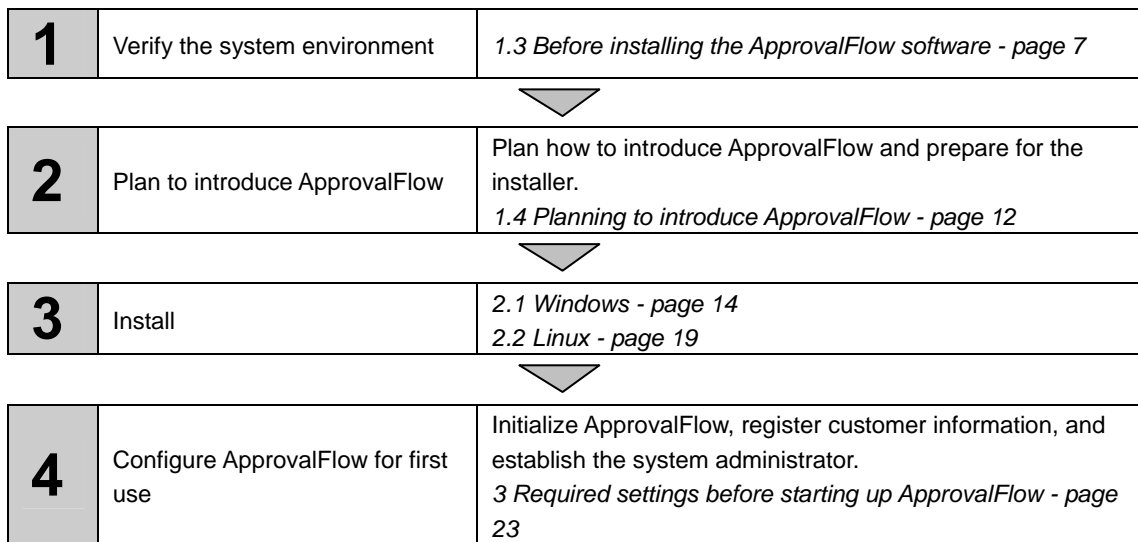 1
Verify the system environment
1.3 Before installing the ApprovalFlow software - page 7
2
Plan to introduce ApprovalFlow
Plan how to introduce ApprovalFlow and prepare for the
installer.
1.4 Planning to introduce ApprovalFlow - page 12
3
Install
2.1 Windows - page 14
2.2 Linux - page 19
4
Configure ApprovalFlow for first
use
Initialize ApprovalFlow, register customer information, and
establish the system administrator.
3 Required settings before starting up ApprovalFlow - page
23